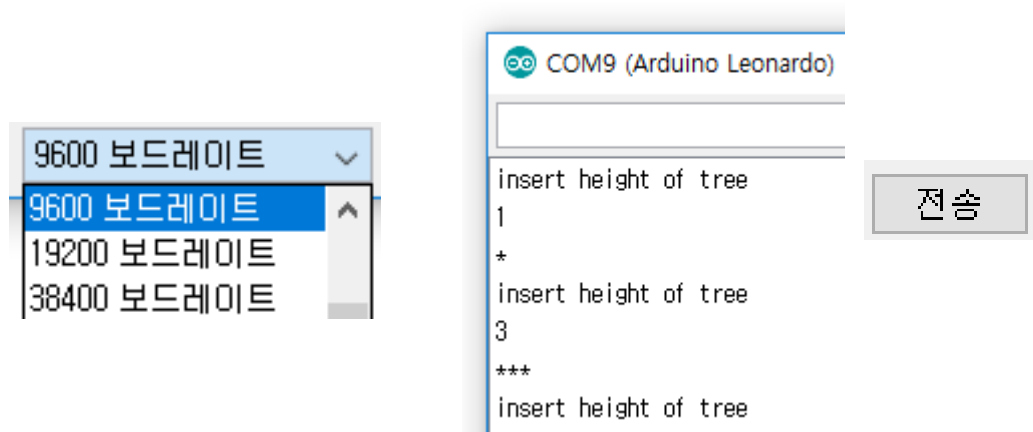 9600 보드레이트
9600 보드레이트
19200 보드레이트
38400 보드레이트
COM9 (Arduino Leonardo)
insert height of tree
1
*
insert height of tree
3
***
insert height of tree
전송